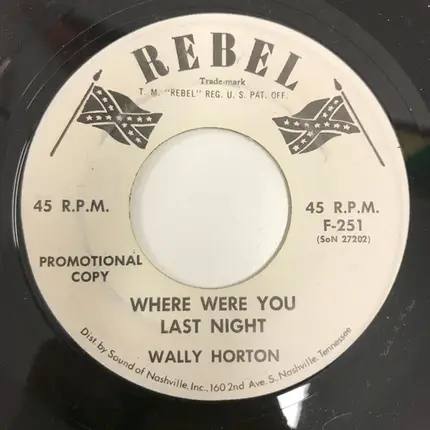 REBEL
Trade-mark
T. M. "REBEL" REG. U. S. PAT. OFF.
45 R.P.M.
45 R.P.M.
F-251
(SoN 27202)
PROMOTIONAL
COPY
WHERE WERE YOU
LAST NIGHT
WALLY HORTON
Dist. by Sound of Nashville, Inc., 160 2nd Ave. S., Nashville, Tennessee